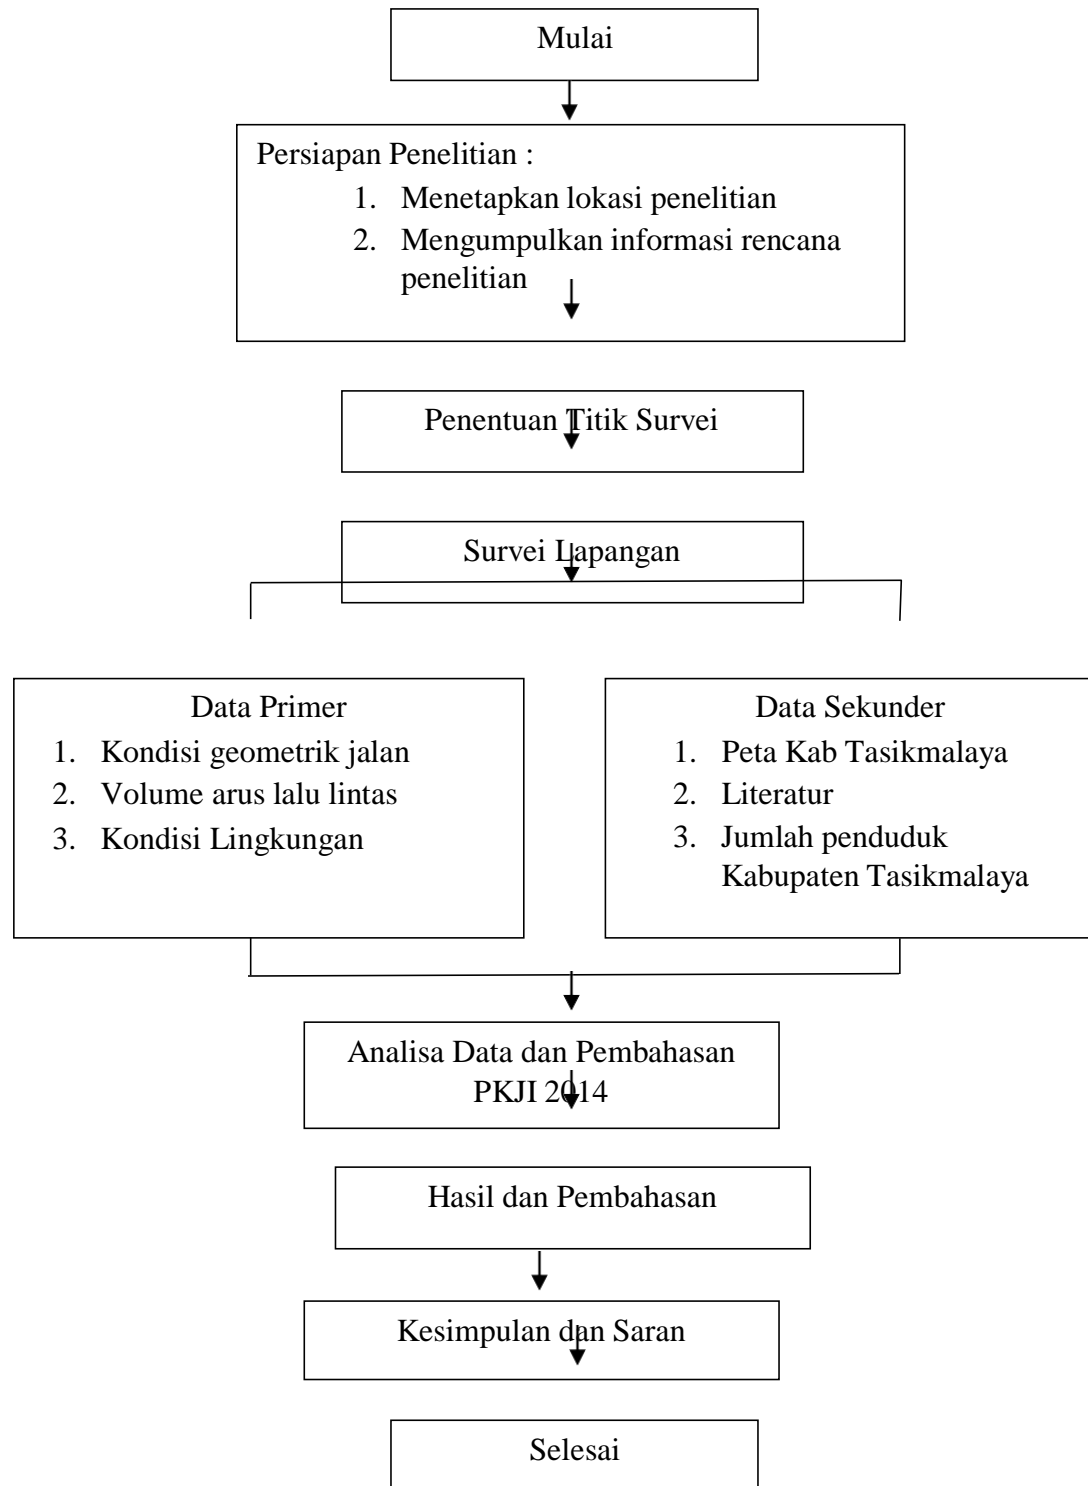 Mulai
Persiapan Penelitian :
1. Menetapkan lokasi penelitian
2. Mengumpulkan informasi rencana
penelitian
Penentuan Titik Survei
Survei Lapangan
Data Primer
1. Kondisi geometrik jalan
2. Volume arus lalu lintas
3. Kondisi Lingkungan
Data Sekunder
1. Peta Kab Tasikmalaya
2. Literatur
3. Jumlah penduduk
Kabupaten Tasikmalaya
Analisa Data dan Pembahasan
PKJI 2014
Hasil dan Pembahasan
Kesimpulan dan Saran
Selesai